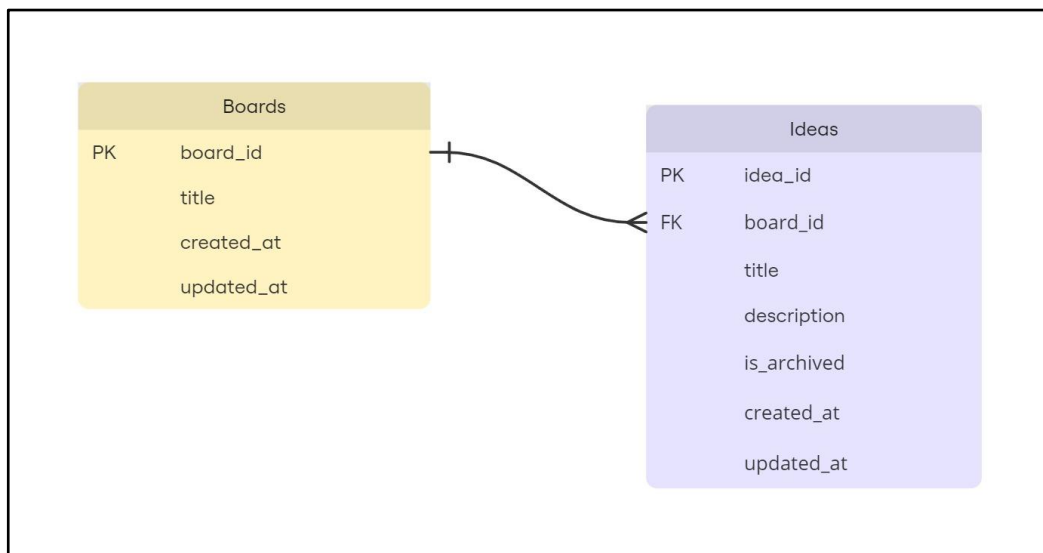 Boards
PK board_id
title
created_at
updated_at
Ideas
PK idea_id
FK board_id
title
description
is_archived
created_at
updated_at